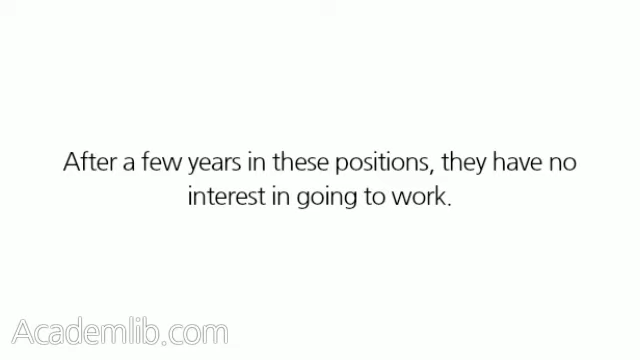 After a few years in these positions, they have no
interest in going to work.
Academlib.com